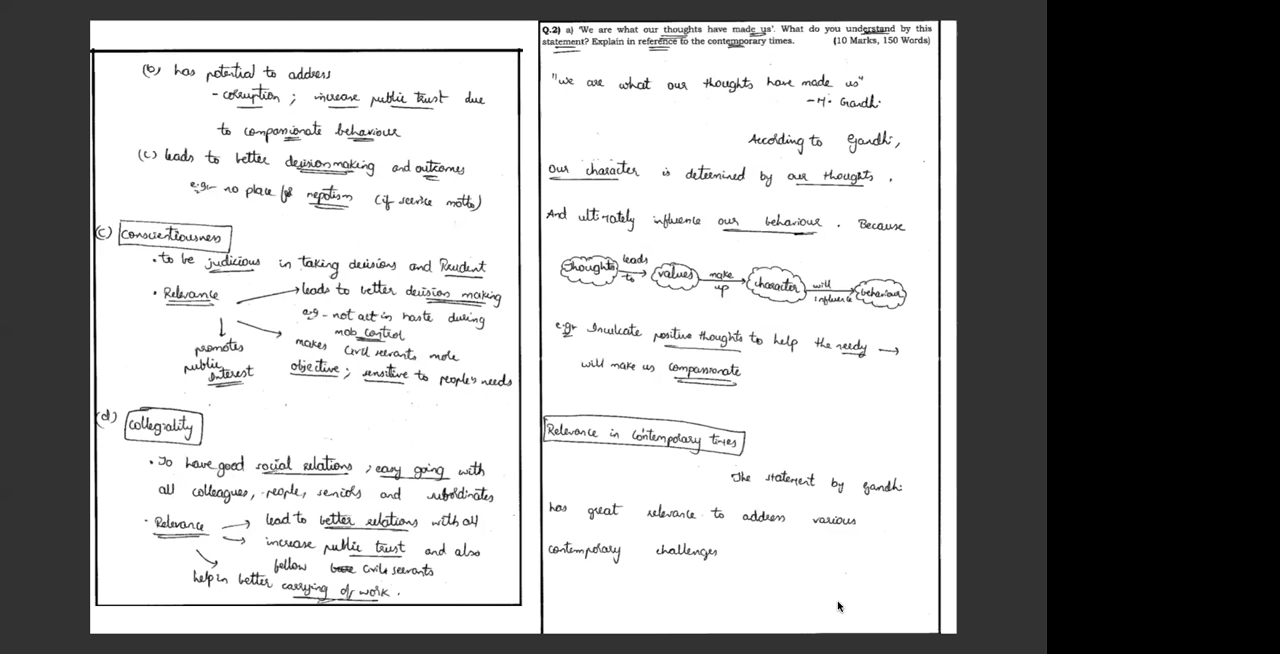 (b) has potential to address
- corruption ; increase public trust due
to compassionate behaviour
(c) leads to better decision making and outcomes
e.g:- no place for nepotism (if service motto)
(c) Conscientiousness
• to be judicious in taking decisions and Prudent
• Relevance → leads to better decision making
e.g - not act in haste during
mob control
→ makes civil servants more
objective ; sensitive to people's needs
↓
promotes
public
Interest
(d) Collegiality
• To have good social relations ; easy going with
all colleagues, people, seniors and subordinates
• Relevance → lead to better relations with all
→ increase public trust and also
fellow civil servants
→ help in better carrying of work.
Q.2) a) 'We are what our thoughts have made us'. What do you understand by this
statement? Explain in reference to the contemporary times. (10 Marks, 150 Words)
"we are what our thoughts have made us"
- M. Gandhi
According to Gandhi,
our character is determined by our thoughts .
And ultimately influence our behaviour . Because
thoughts leads to → values make up → character will influence → behaviour
e.g:- Inculcate positive thoughts to help the needy →
will make us compassionate
Relevance in contemporary times
The statement by Gandhi
has great relevance to address various
contemporary challenges